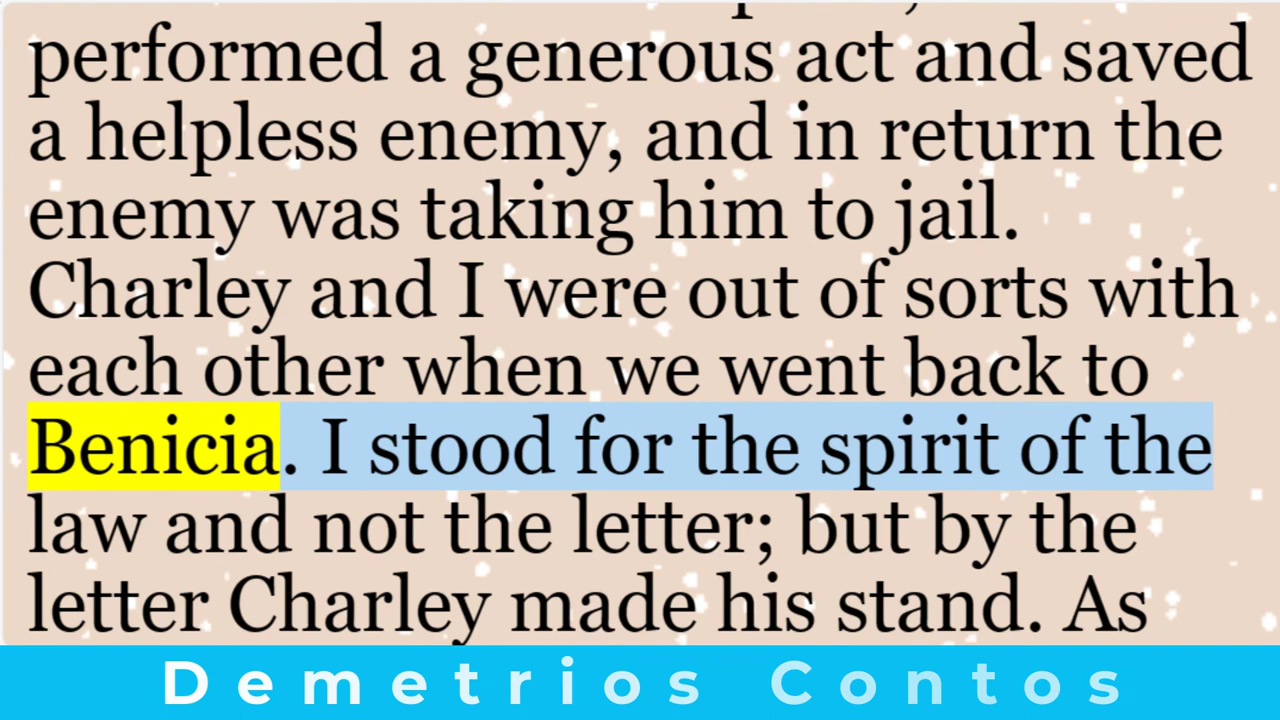 performed a generous act and saved
a helpless enemy, and in return the
enemy was taking him to jail.
Charley and I were out of sorts with
each other when we went back to
Benicia. I stood for the spirit of the
law and not the letter; but by the
letter Charley made his stand. As
Demetrios Contos